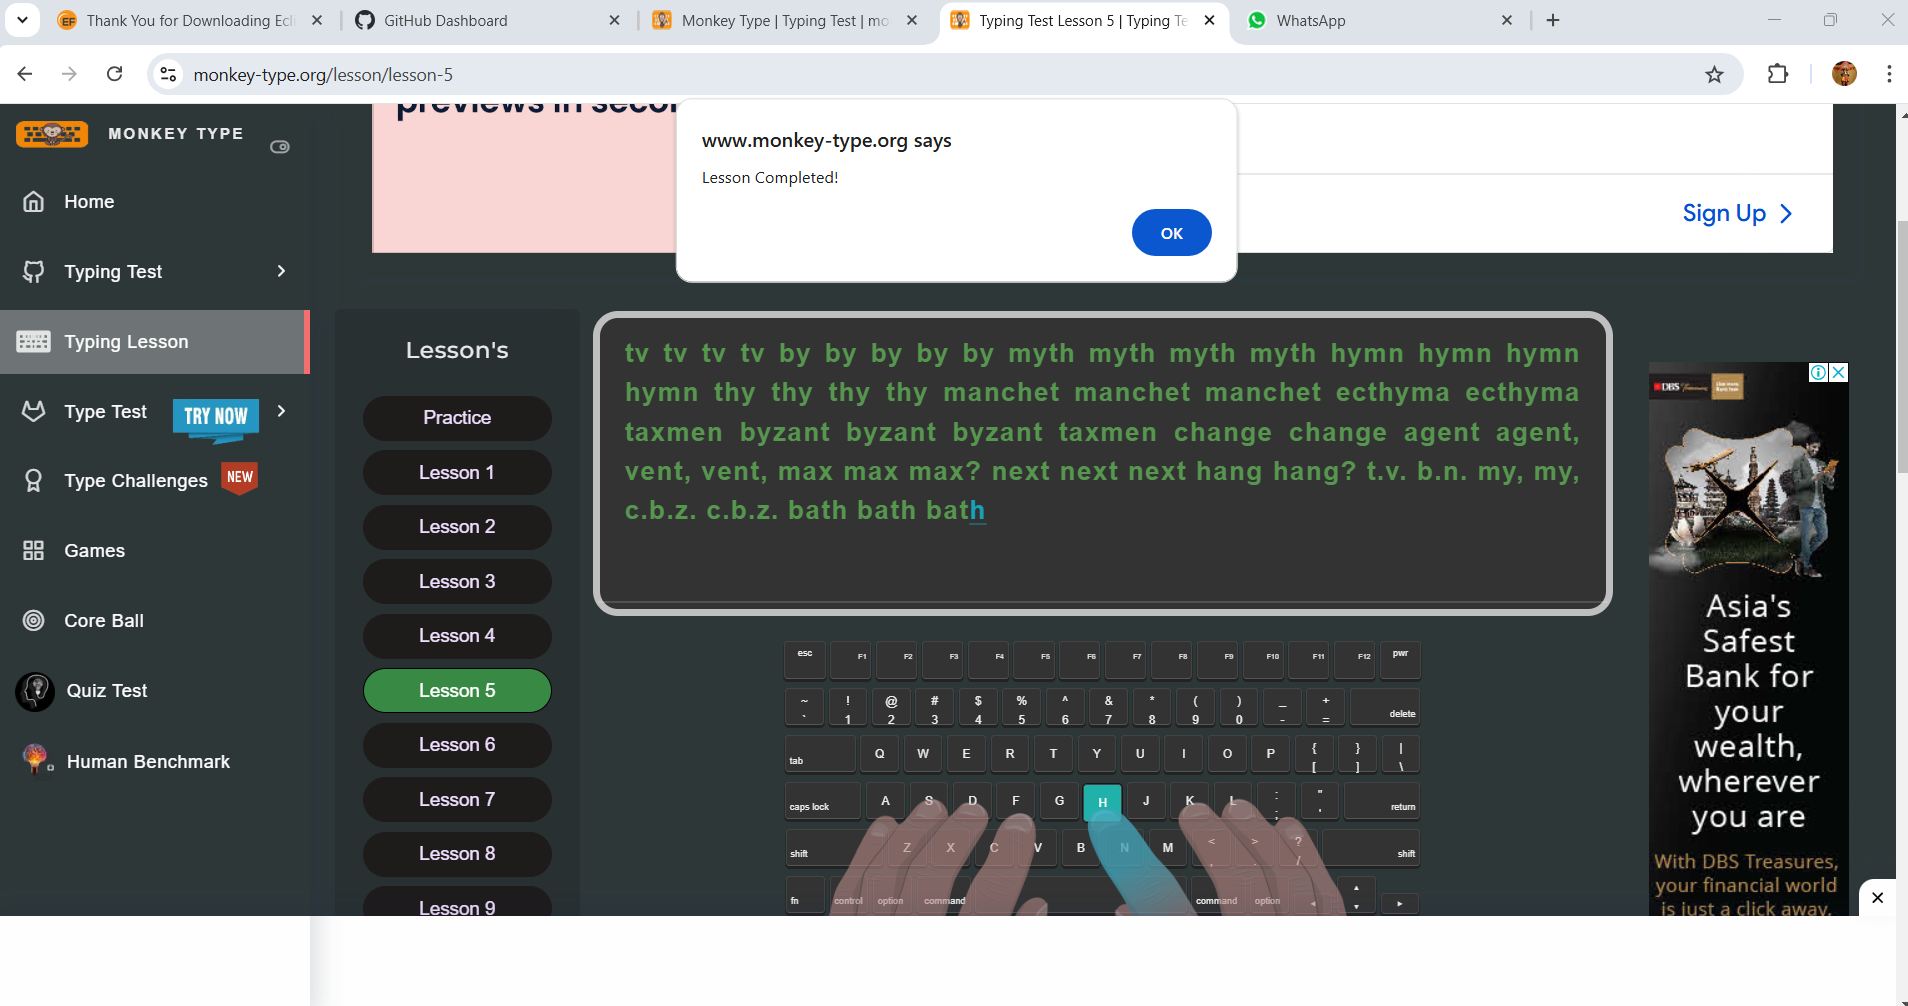 Thank You for Downloading Ecli
GitHub Dashboard
Monkey Type | Typing Test | mo
Typing Test Lesson 5 | Typing Te
WhatsApp
monkey-type.org/lesson/lesson-5
previews in secon
www.monkey-type.org says
Lesson Completed!
OK
Sign Up
MONKEY TYPE
Home
Typing Test
Typing Lesson
Type Test TRY NOW
Type Challenges NEW
Games
Core Ball
Quiz Test
Human Benchmark
Lesson's
Practice
Lesson 1
Lesson 2
Lesson 3
Lesson 4
Lesson 5
Lesson 6
Lesson 7
Lesson 8
Lesson 9
tv tv tv tv by by by by by myth myth myth myth hymn hymn hymn
hymn thy thy thy thy manchet manchet manchet ecthyma ecthyma
taxmen byzant byzant byzant taxmen change change agent agent,
vent, vent, max max max? next next next hang hang? t.v. b.n. my, my,
c.b.z. c.b.z. bath bath bath
esc F1 F2 F3 F4 F5 F6 F7 F8 F9 F10 F11 F12 pwr
~ ! @ # $ % ^ & * ( ) _ +
` 1 2 3 4 5 6 7 8 9 0 - = delete
tab Q W E R T Y U I O P { } |
[ ] \
caps lock A S D F G H J K L : "
; ' return
shift Z X C V B N M < > ? shift
, . /
fn control option command command option
DBS
Asia's
Safest
Bank for
your
wealth,
wherever
you are
With DBS Treasures,
your financial world
is just a click away.